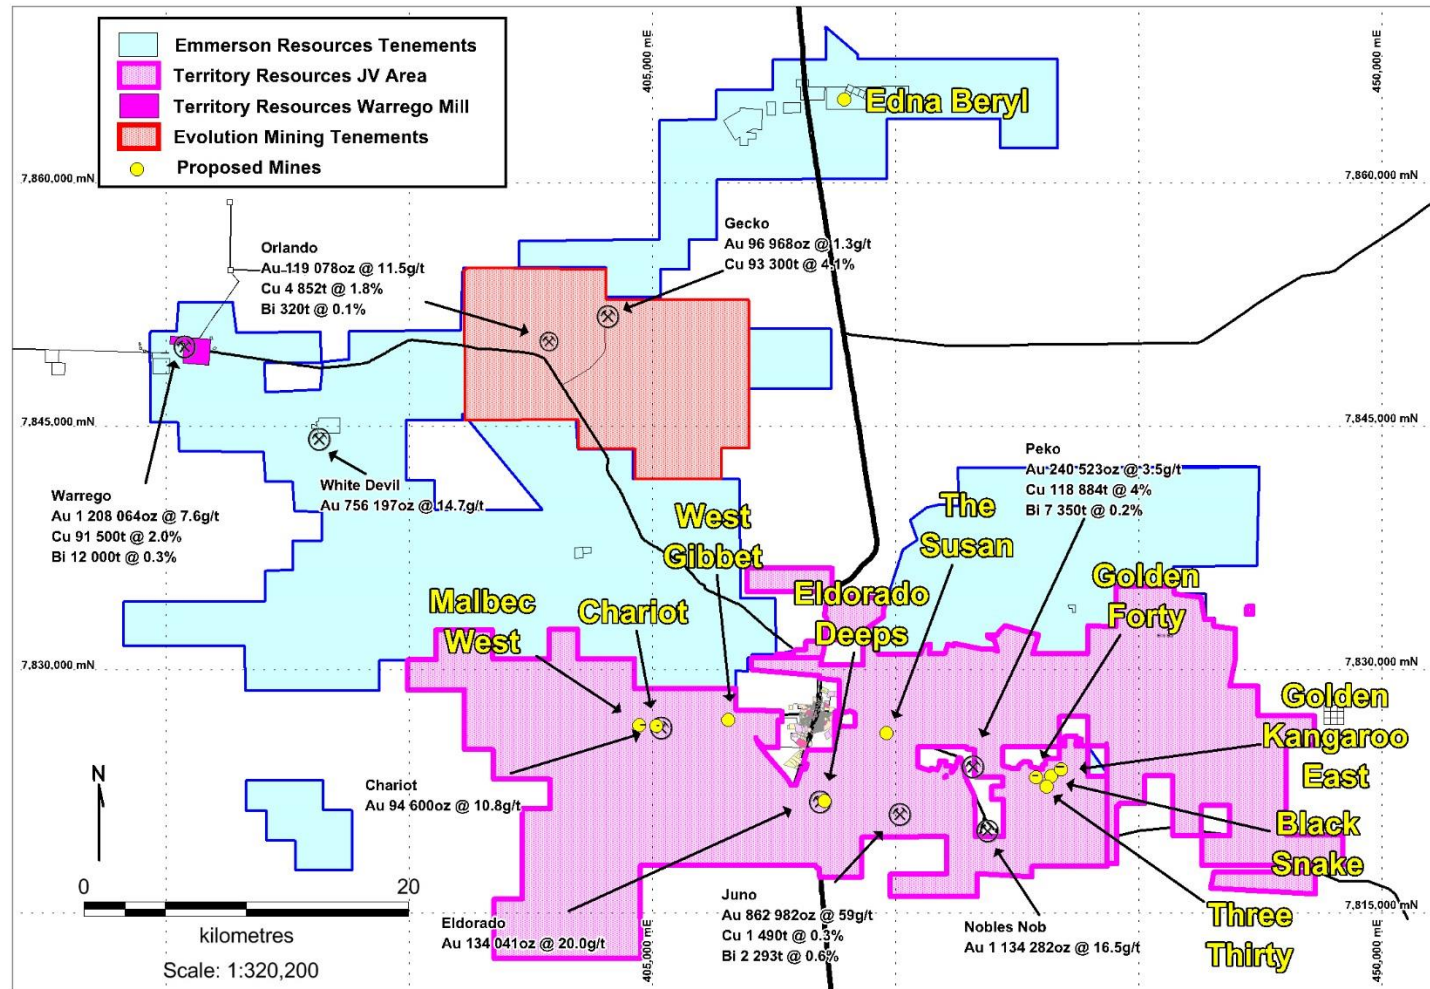 Emmerson Resources Tenements
Territory Resources JV Area
Territory Resources Warrego Mill
Evolution Mining Tenements
Proposed Mines
405,000 mE
450,000 mE
Edna Beryl
7,860,000 mN
7,860,000 mN
Gecko
Au 96 968oz @ 1.3g/t
Cu 93 300t @ 4.1%
Orlando
Au 119 078oz @ 11.5g/t
Cu 4 852t @ 1.8%
Bi 320t @ 0.1%
7,845,000 mN
7,845,000 mN
Peko
Au 240 523oz @ 3.5g/t
Cu 118 884t @ 4%
Bi 7 350t @ 0.2%
White Devil
Au 756 197oz @ 14.7g/t
Warrego
Au 1 208 064oz @ 7.6g/t
Cu 91 500t @ 2.0%
Bi 12 000t @ 0.3%
West
Gibbet
The
Susan
Golden
Forty
Malbec
West
Chariot
Eldorado
Deeps
7,830,000 mN
7,830,000 mN
Golden
Kangaroo
East
Chariot
Au 94 600oz @ 10.8g/t
N
Black
Snake
0 20
kilometres
Scale: 1:320,200
Eldorado
Au 134 041oz @ 20.0g/t
Juno
Au 862 982oz @ 59g/t
Cu 1 490t @ 0.3%
Bi 2 293t @ 0.6%
Nobles Nob
Au 1 134 282oz @ 16.5g/t
Three
Thirty
7,815,000 mN
405,000 mE
450,000 mE